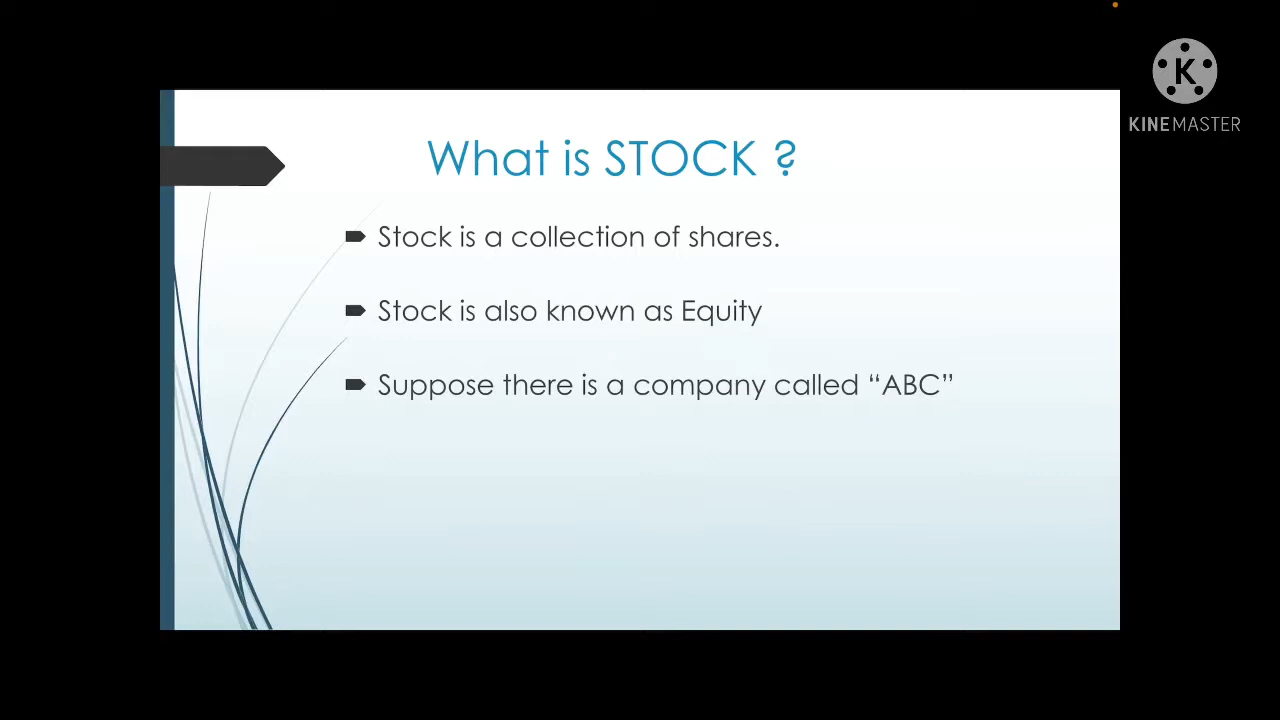 What is STOCK ?
Stock is a collection of shares.
Stock is also known as Equity
Suppose there is a company called “ABC”
K
KINEMASTER